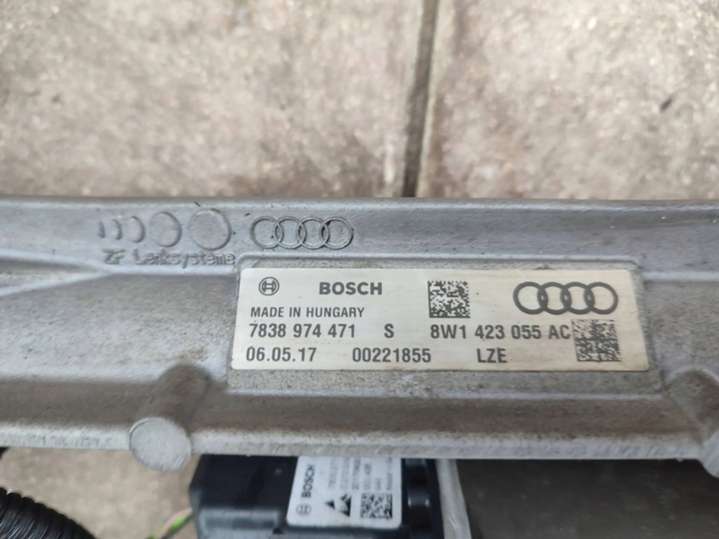 ZF Lenksysteme
BOSCH
MADE IN HUNGARY
7838 974 471 S 8W1 423 055 AC
06.05.17 00221855 LZE
BOSCH